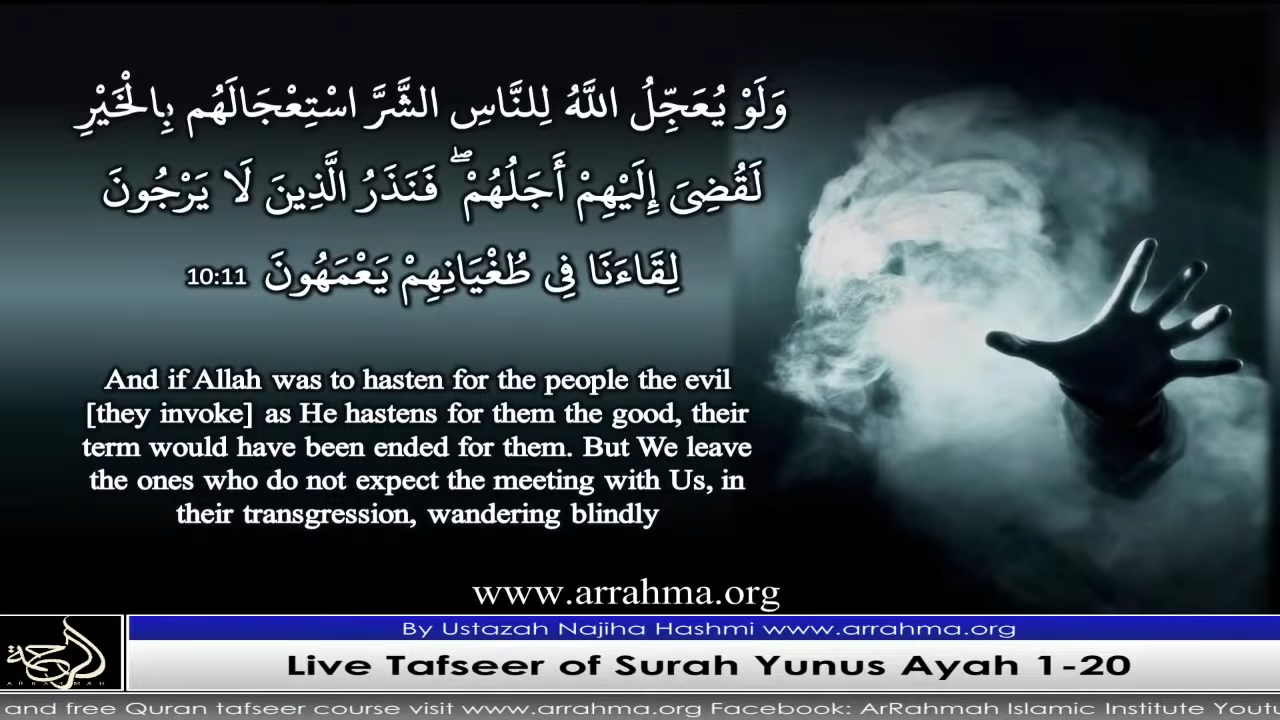 وَلَوْ يُعَجِّلُ اللَّهُ لِلنَّاسِ الشَّرَّ اسْتِعْجَالَهُم بِالْخَيْرِ
لَقُضِىَ إِلَيْهِمْ أَجَلُهُمْ ۖ فَنَذَرُ الَّذِينَ لَا يَرْجُونَ
لِقَاءَنَا فِى طُغْيَانِهِمْ يَعْمَهُونَ 10:11
And if Allah was to hasten for the people the evil
[they invoke] as He hastens for them the good, their
term would have been ended for them. But We leave
the ones who do not expect the meeting with Us, in
their transgression, wandering blindly
www.arrahma.org
By Ustazah Najiha Hashmi www.arrahma.org
الرحمة
ARRAHMAH
Live Tafseer of Surah Yunus Ayah 1-20
and free Quran tafseer course visit www.arrahma.org Facebook: ArRahmah Islamic Institute Youtu